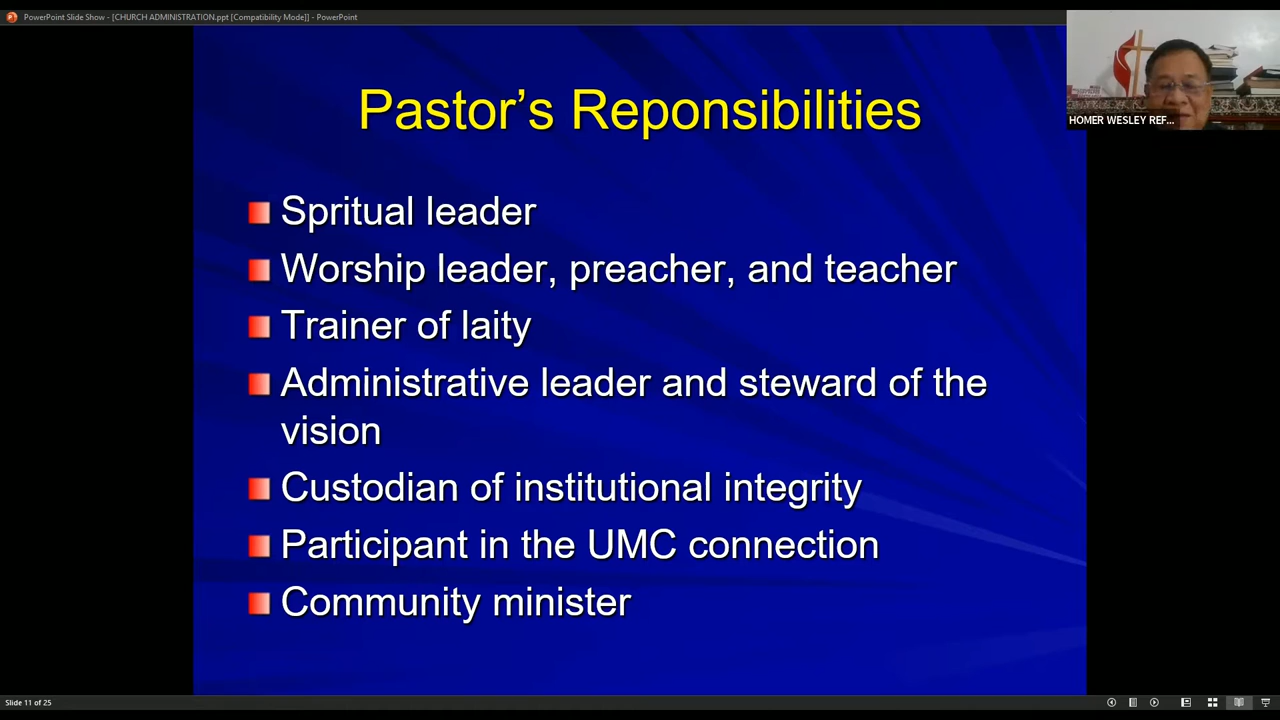 PowerPoint Slide Show - [CHURCH ADMINISTRATION.ppt [Compatibility Mode]] - PowerPoint
HOMER WESLEY REF...
Pastor’s Reponsibilities
Spritual leader
Worship leader, preacher, and teacher
Trainer of laity
Administrative leader and steward of the
vision
Custodian of institutional integrity
Participant in the UMC connection
Community minister
Slide 11 of 25